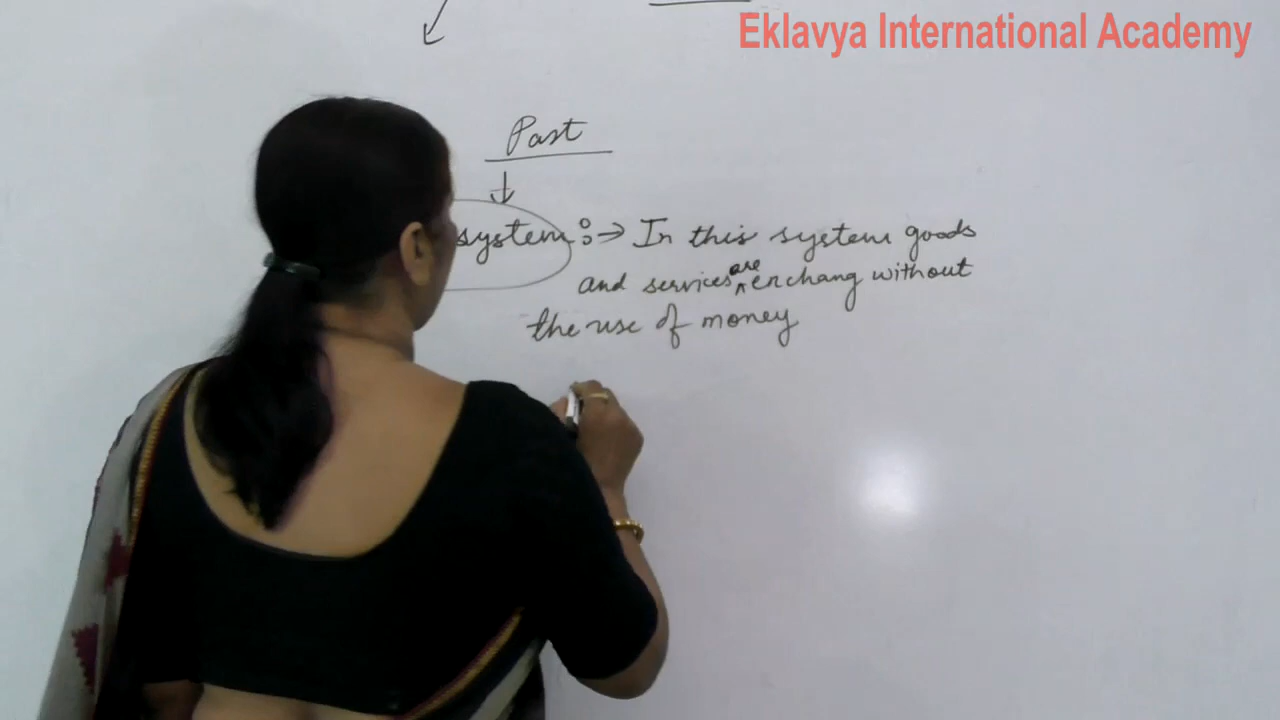 Eklavya International Academy
Past
system :→ In this system goods
and services are exchang without
the use of money